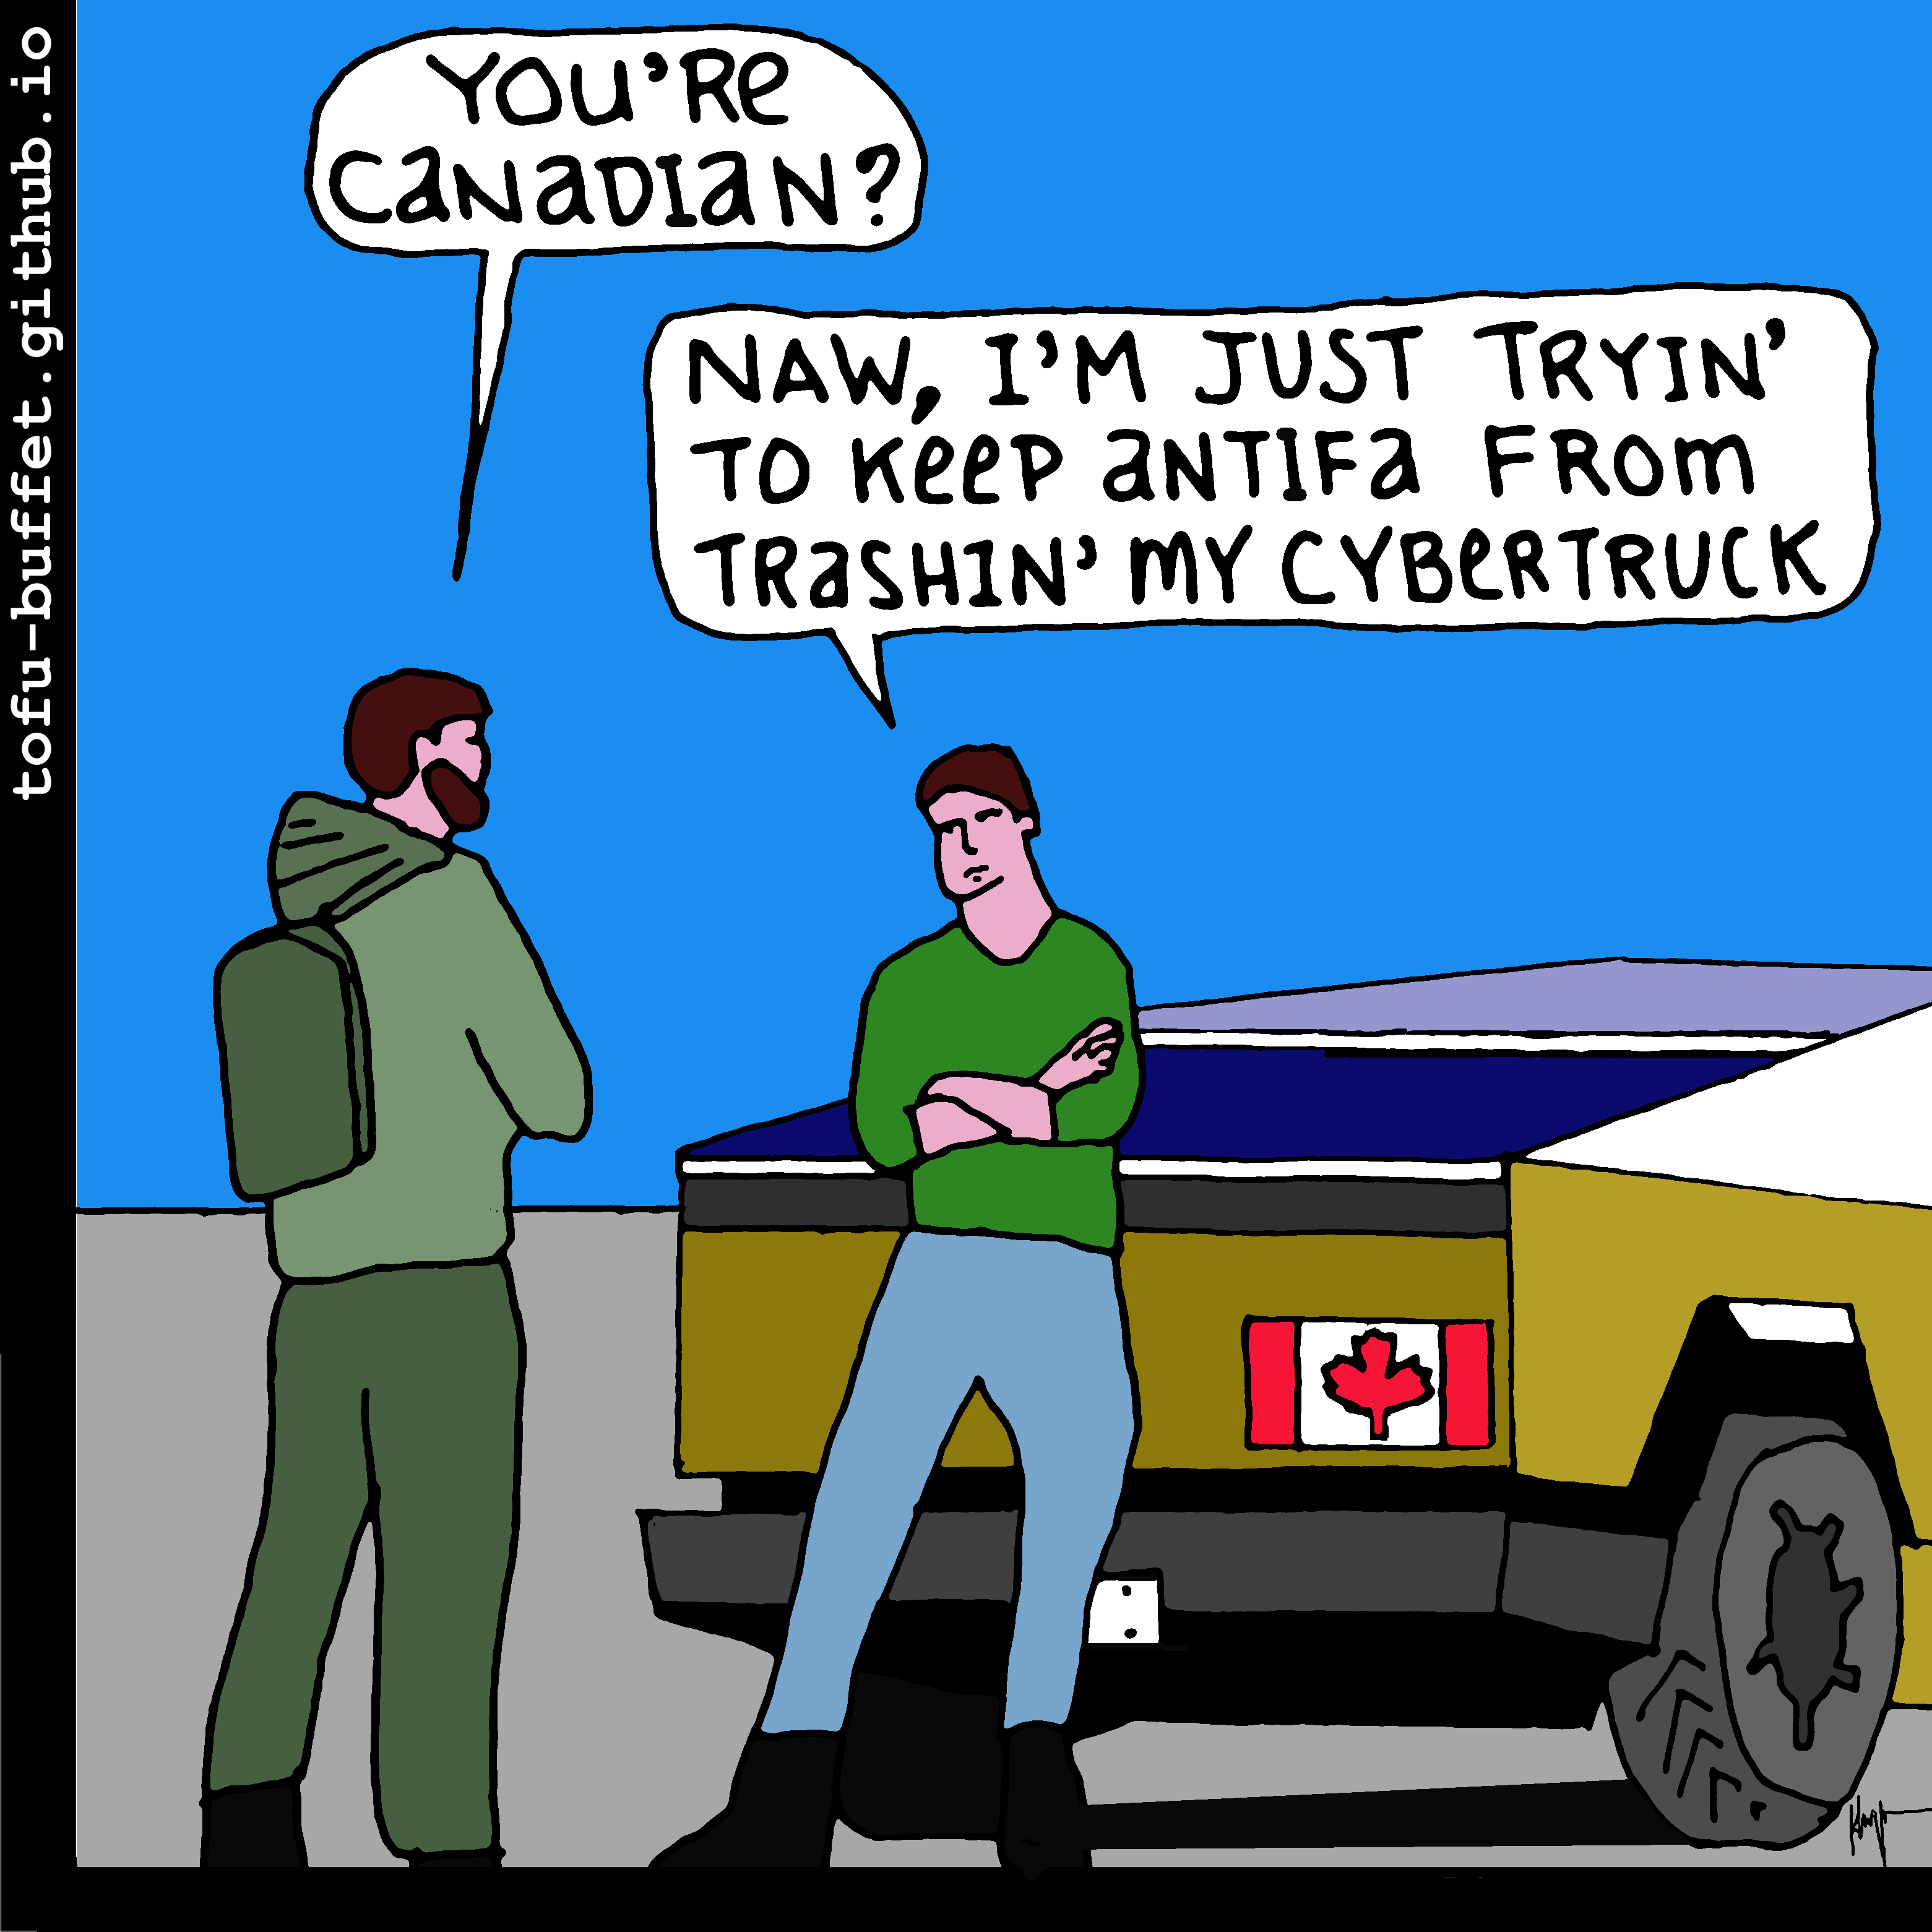 tofu-buffet.github.io
YOU'Re
CaNaDIaN?
NAW, I'M JUST TRYIN'
TO KeeP aNTIFa FROm
TRaSHIN' MY CYBeRTRUCK